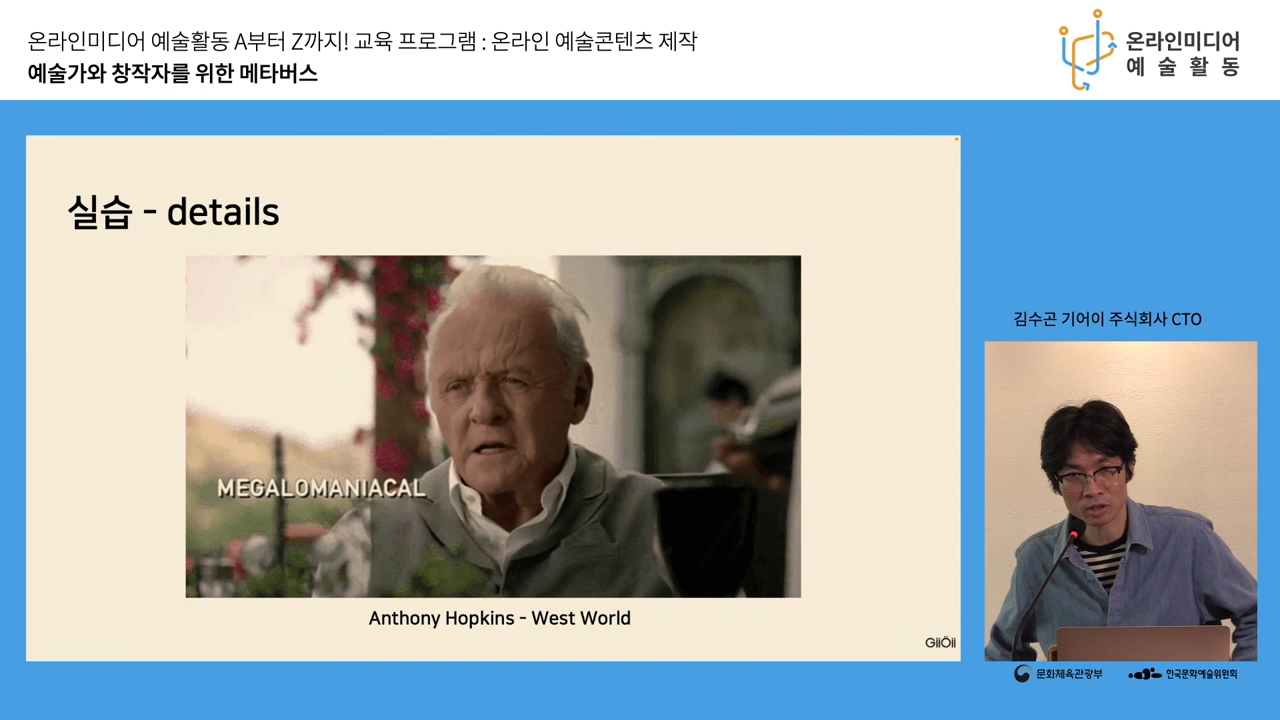 온라인미디어 예술활동 A부터 Z까지! 교육 프로그램 : 온라인 예술콘텐츠 제작
예술가와 창작자를 위한 메타버스
온라인미디어
예술활동
실습 - details
MEGALOMANIACAL
Anthony Hopkins - West World
GiiÖii
김수곤 기어이 주식회사 CTO
문화체육관광부
한국문화예술위원회